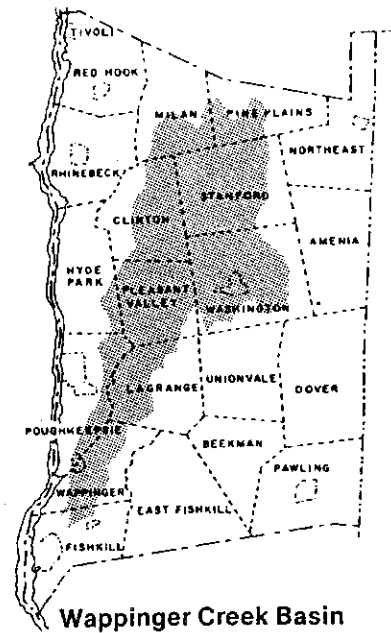 TIVOLI
RED HOOK
MILAN
PINE PLAINS
RHINEBECK
NORTHEAST
STANFORD
CLINTON
AMENIA
HYDE
PARK
PLEASANT
VALLEY
WASHINGTON
LAGRANGE
UNIONVALE
DOVER
POUGHKEEPSIE
BEEKMAN
PAWLING
WAPPINGER
EAST FISHKILL
FISHKILL
Wappinger Creek Basin